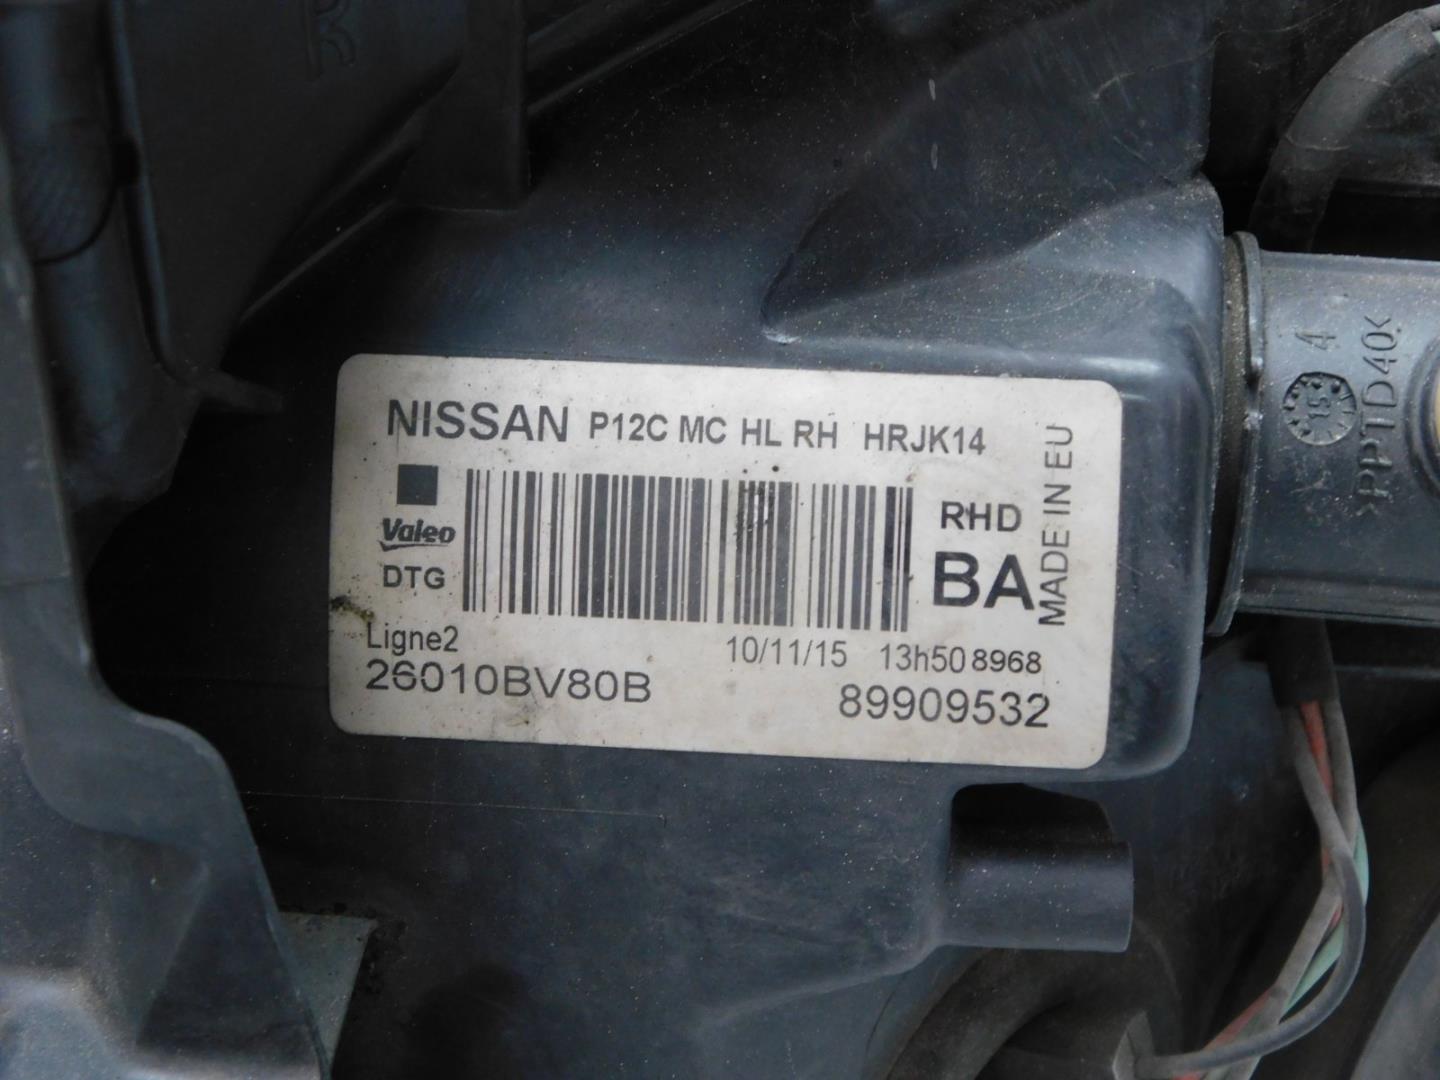 R
NISSAN P12C MC HL RH HRJK14
Valeo
DTG
RHD
BA
MADE IN EU
Ligne2
10/11/15 13h50 8968
26010BV80B
89909532
15
4
>PPTD40<